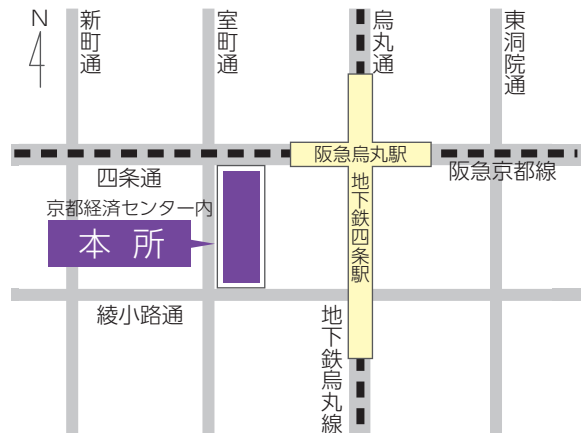 N
新町通
室町通
烏丸通
東洞院通
阪急烏丸駅
四条通
阪急京都線
地下鉄四条駅
京都経済センター内
本所
綾小路通
地下鉄烏丸線